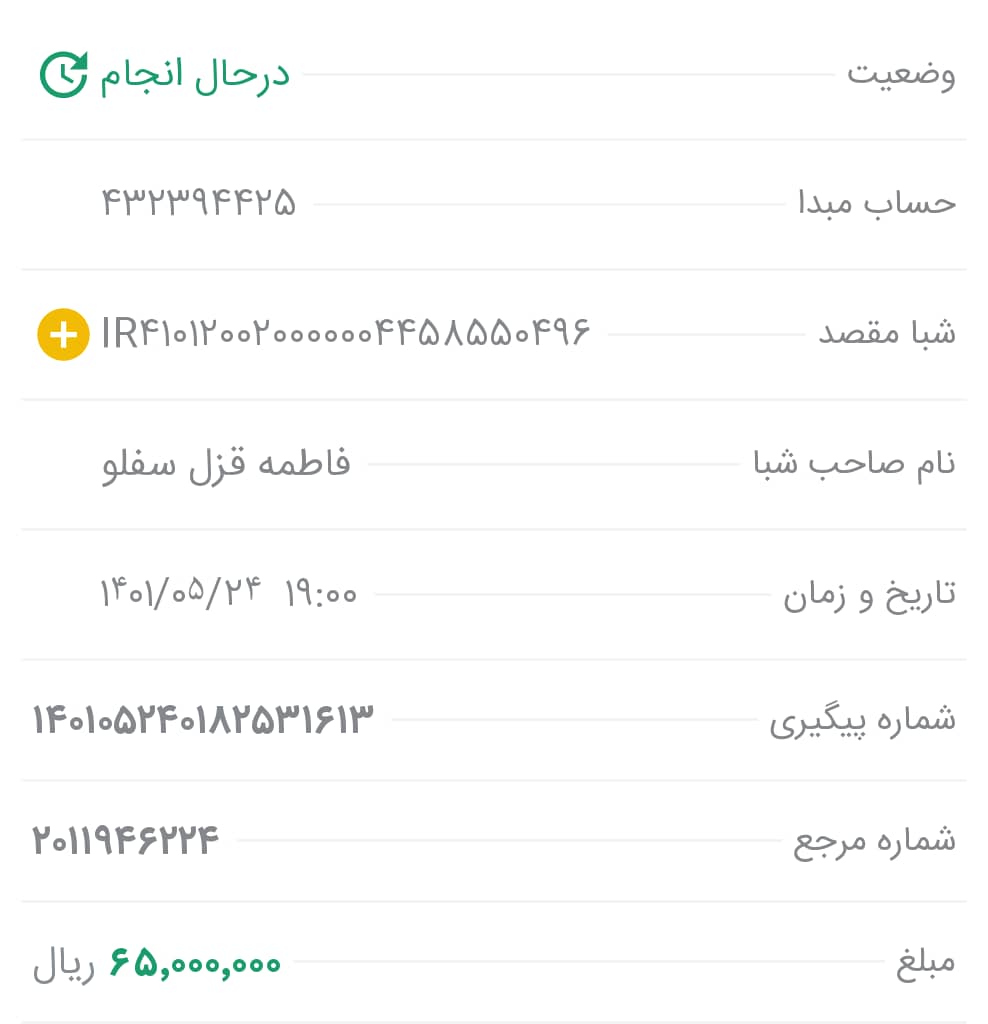 وضعیت درحال انجام
حساب مبدا ۴۳۲۳۹۴۴۲۵
شبا مقصد IR۴۱۰۱۲۰۰۲۰۰۰۰۰۰۴۴۵۸۵۵۰۴۹۶
نام صاحب شبا فاطمه قزل سفلو
تاریخ و زمان ۱۴۰۱/۰۵/۲۴ ۱۹:۰۰
شماره پیگیری ۱۴۰۱۰۵۲۴۰۱۸۲۵۳۱۶۱۳
شماره مرجع ۲۰۱۱۹۴۶۲۲۴
مبلغ ۶۵,۰۰۰,۰۰۰ ریال